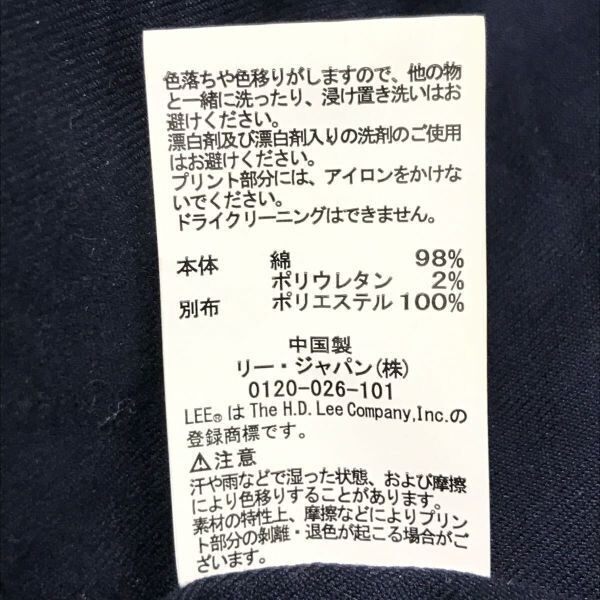 色落ちや色移りがしますので、他の物
と一緒に洗ったり、浸け置き洗いはお
避けください。
漂白剤及び漂白剤入りの洗剤のご使用
はお避けください。
プリント部分には、アイロンをかけな
いでください。
ドライクリーニングはできません。
本体 綿 98%
ポリウレタン 2%
別布 ポリエステル 100%
中国製
リー・ジャパン(株)
0120-026-101
LEE® は The H.D. Lee Company,Inc.の
登録商標です。
⚠注意
汗や雨などで湿った状態、および摩擦
により色移りすることがあります。
素材の特性上、摩擦などによりプリン
ト部分の剥離・退色が起こる場合がご
ざいます。